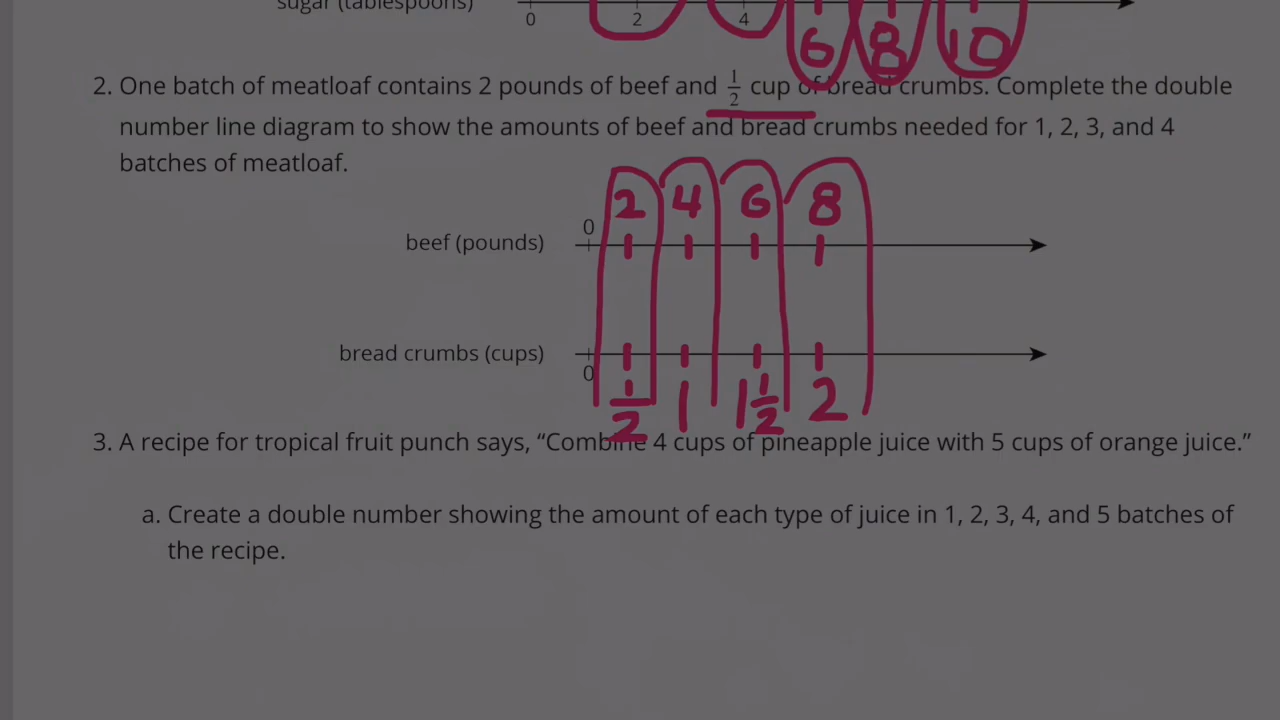 sugar (tablespoons)
0 2 4
6 8 10
2. One batch of meatloaf contains 2 pounds of beef and 1/2 cup of bread crumbs. Complete the double
number line diagram to show the amounts of beef and bread crumbs needed for 1, 2, 3, and 4
batches of meatloaf.
2 4 6 8
0
beef (pounds)
bread crumbs (cups)
0
1/2 1 1 1/2 2
3. A recipe for tropical fruit punch says, “Combine 4 cups of pineapple juice with 5 cups of orange juice.”
a. Create a double number showing the amount of each type of juice in 1, 2, 3, 4, and 5 batches of
the recipe.